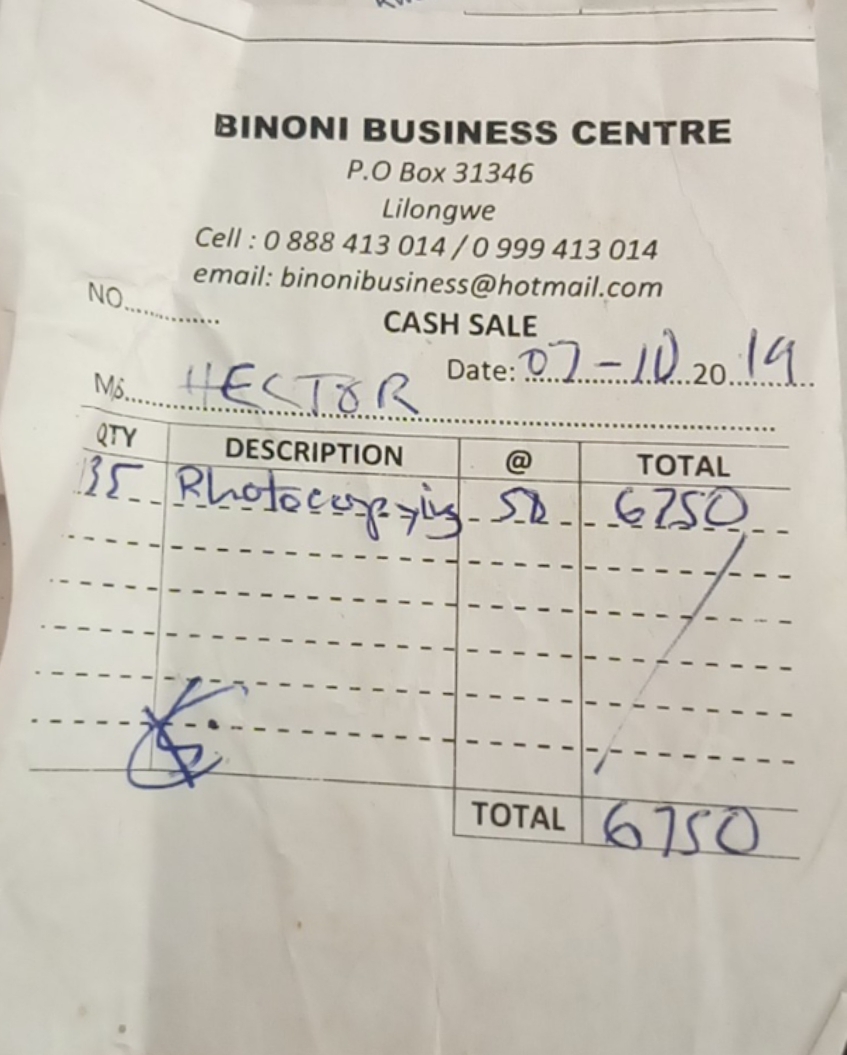 BINONI BUSINESS CENTRE
P.O Box 31346
Lilongwe
Cell : 0 888 413 014 / 0 999 413 014
email: binonibusiness@hotmail.com
NO..............
CASH SALE
Date: 07-10 20 19
M/s HECTOR
QTY DESCRIPTION @ TOTAL
135 Photocopying 50 6750
TOTAL 6750